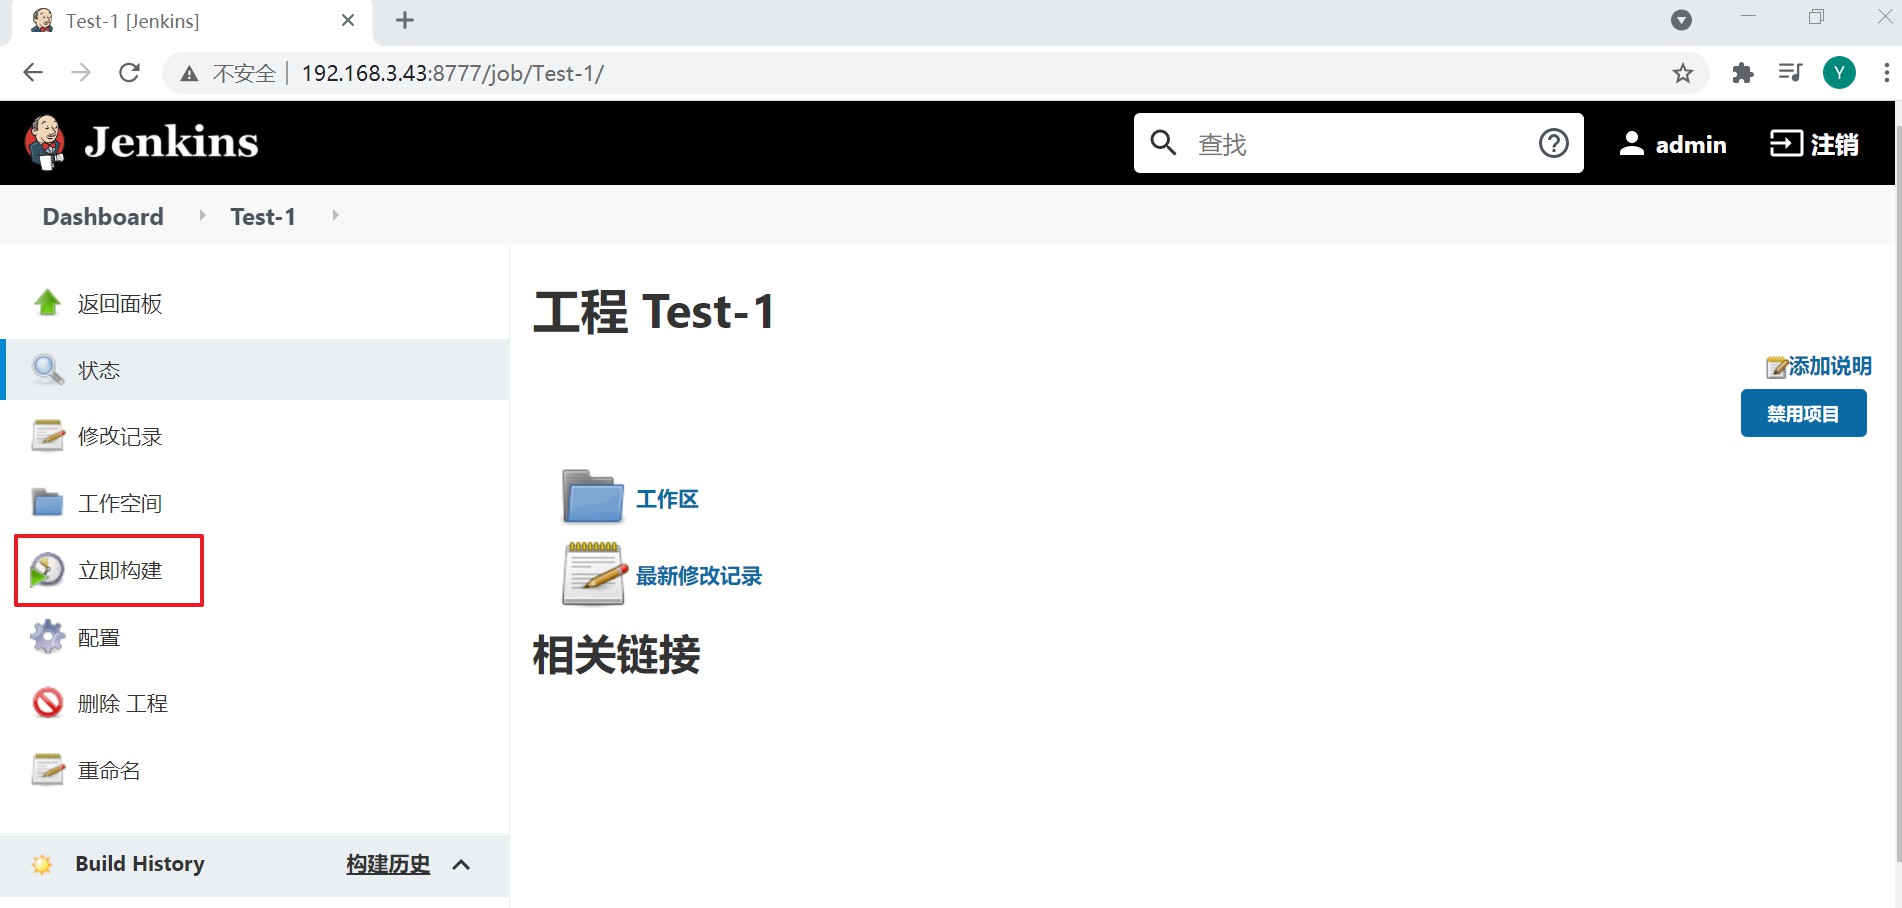 Test-1 [Jenkins]
不安全 192.168.3.43:8777/job/Test-1/
Y
Jenkins
查找
admin
注销
Dashboard
Test-1
返回面板
状态
修改记录
工作空间
立即构建
配置
删除 工程
重命名
Build History
构建历史
工程 Test-1
添加说明
禁用项目
工作区
最新修改记录
相关链接